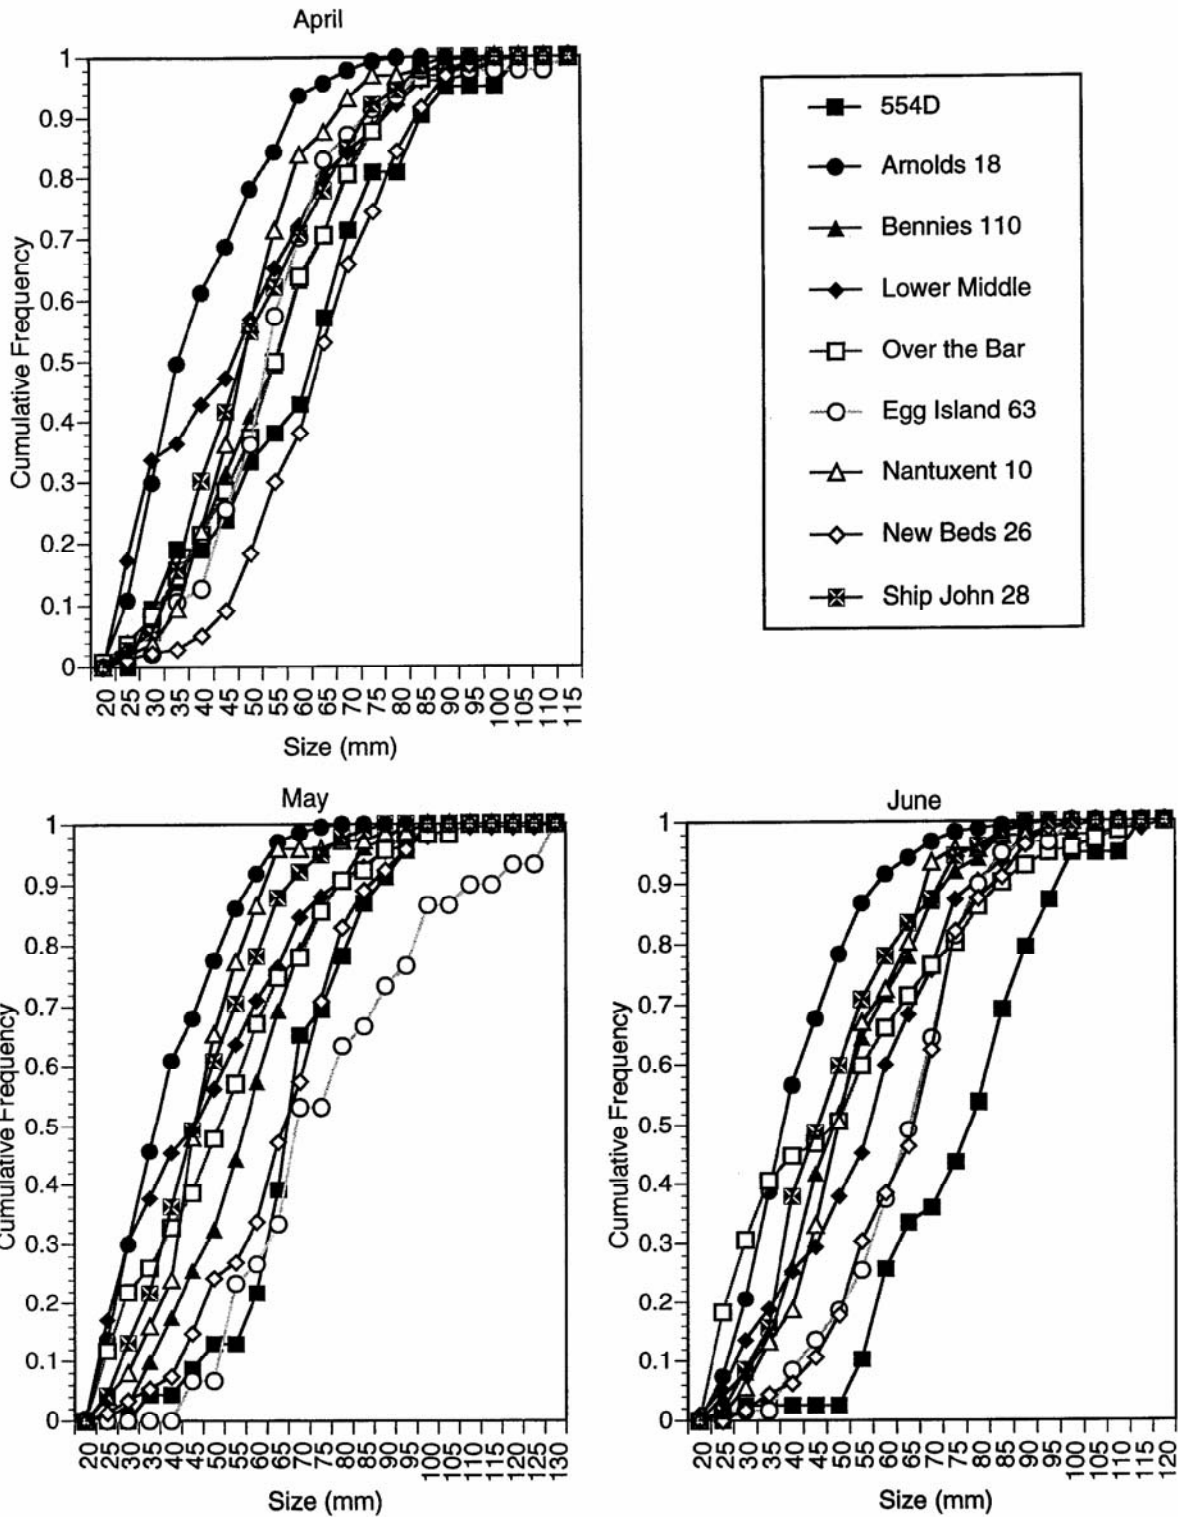 April
1
0.9
0.8
0.7
0.6
0.5
0.4
0.3
0.2
0.1
0
Cumulative Frequency
20 25 30 35 40 45 50 55 60 65 70 75 80 85 90 95 100 105 110 115
Size (mm)
554D
Arnolds 18
Bennies 110
Lower Middle
Over the Bar
Egg Island 63
Nantuxent 10
New Beds 26
Ship John 28
May
1
0.9
0.8
0.7
0.6
0.5
0.4
0.3
0.2
0.1
0
Cumulative Frequency
20 25 30 35 40 45 50 55 60 65 70 75 80 85 90 95 100 105 110 115 120 125 130
Size (mm)
June
1
0.9
0.8
0.7
0.6
0.5
0.4
0.3
0.2
0.1
0
Cumulative Frequency
20 25 30 35 40 45 50 55 60 65 70 75 80 85 90 95 100 105 110 115 120
Size (mm)